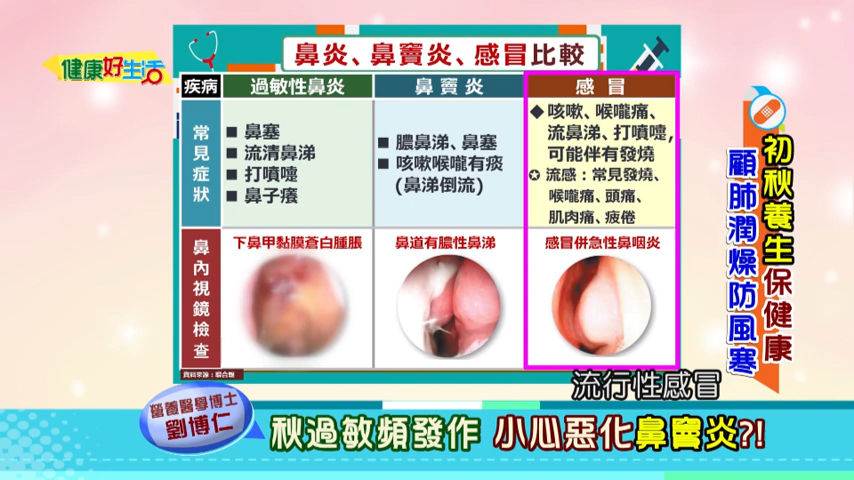 健康好生活
鼻炎、鼻竇炎、感冒比較
疾病
過敏性鼻炎
鼻竇炎
感冒
常見症狀
■ 鼻塞
■ 流清鼻涕
■ 打噴嚏
■ 鼻子癢
■ 膿鼻涕、鼻塞
■ 咳嗽喉嚨有痰
(鼻涕倒流)
◆ 咳嗽、喉嚨痛、
流鼻涕、打噴嚏,
可能伴有發燒
✪ 流感：常見發燒、
喉嚨痛、頭痛、
肌肉痛、疲倦
鼻內視鏡檢查
下鼻甲黏膜蒼白腫脹
鼻道有膿性鼻涕
感冒併急性鼻咽炎
初秋養生保健康
顧肺潤燥防風寒
流行性感冒
營養醫學博士
劉博仁
秋過敏頻發作 小心惡化鼻竇炎?!